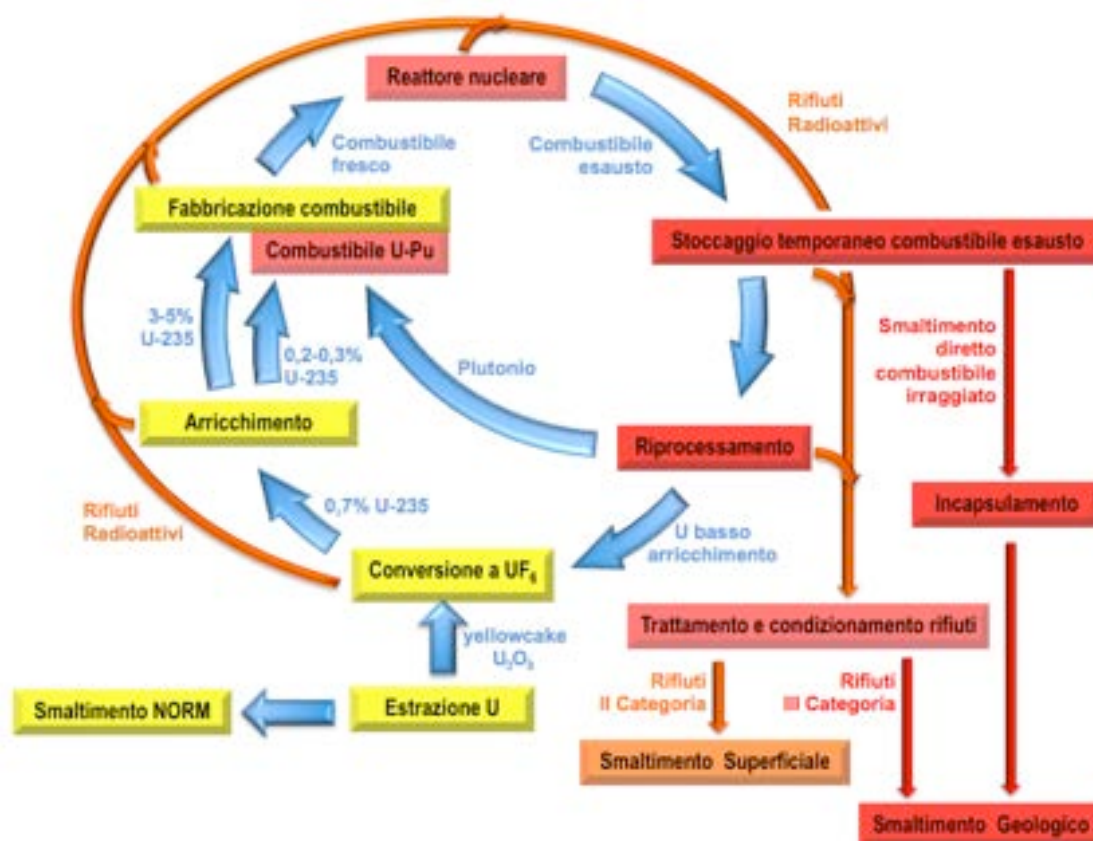 Reattore nucleare
Rifiuti
Radioattivi
Combustibile
fresco
Combustibile
esausto
Fabbricazione combustibile
Combustibile U-Pu
Stoccaggio temporaneo combustibile esausto
3-5%
U-235
0,2-0,3%
U-235
Plutonio
Smaltimento
diretto
combustibile
irraggiato
Arricchimento
Riprocessamento
Rifiuti
Radioattivi
0,7% U-235
Incapsulamento
U basso
arricchimento
Conversione a UF₆
Trattamento e condizionamento rifiuti
yellowcake
U₃O₈
Smaltimento NORM
Estrazione U
Rifiuti
II Categoria
Rifiuti
III Categoria
Smaltimento Superficiale
Smaltimento Geologico